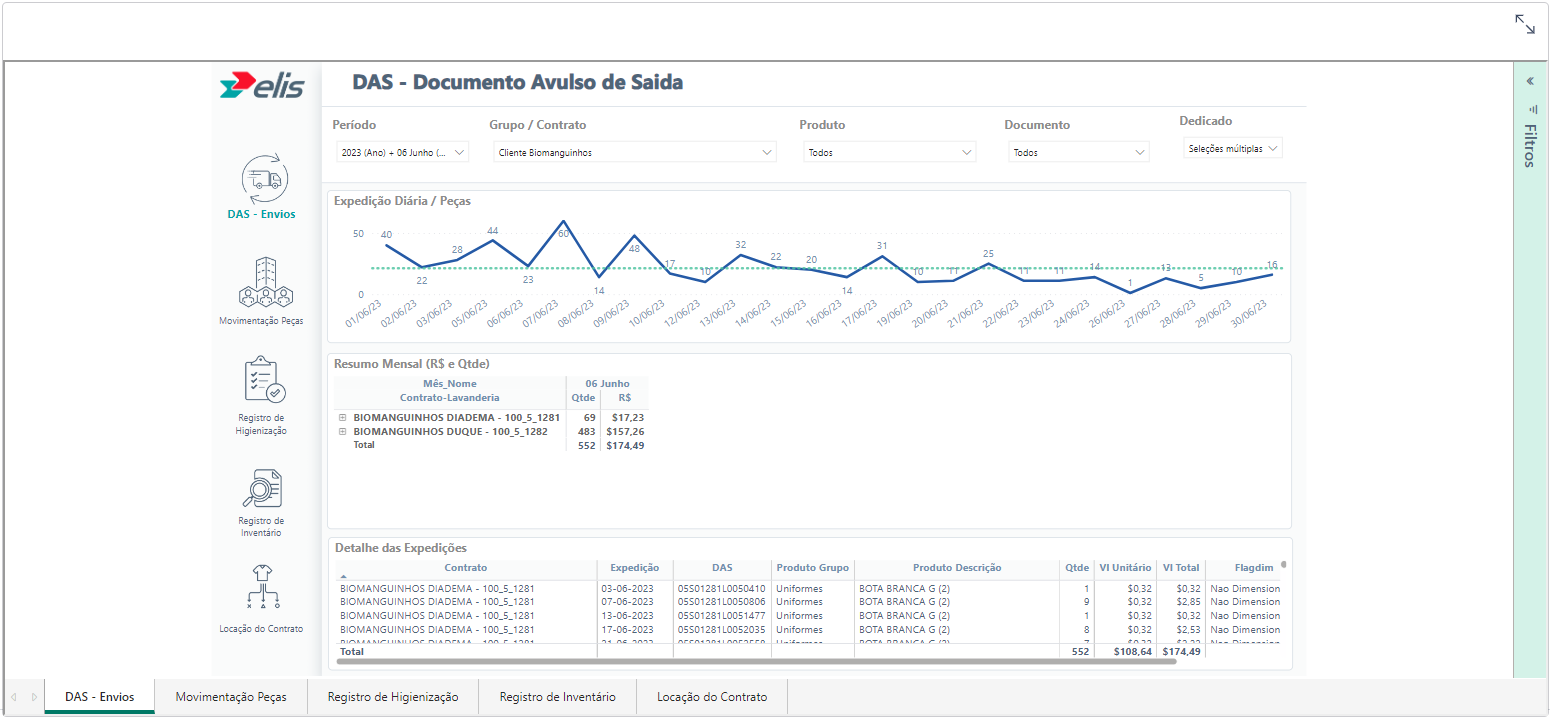 elis
DAS - Documento Avulso de Saida
Período
Grupo / Contrato
Produto
Documento
Dedicado
2023 (Ano) + 06 Junho (...
Cliente Biomanguinhos
Todos
Todos
Seleções múltiplas
Filtros
DAS - Envios
Movimentação Peças
Registro de
Higienização
Registro de
Inventário
Locação do Contrato
Expedição Diária / Peças
50
0
40
22
28
44
23
60
14
48
17
10
32
22
20
14
31
10
11
25
11
11
14
1
13
5
10
16
01/06/23
02/06/23
03/06/23
05/06/23
06/06/23
07/06/23
08/06/23
09/06/23
10/06/23
12/06/23
13/06/23
14/06/23
15/06/23
16/06/23
17/06/23
19/06/23
20/06/23
21/06/23
22/06/23
23/06/23
24/06/23
26/06/23
27/06/23
28/06/23
29/06/23
30/06/23
Resumo Mensal (R$ e Qtde)
Mês_Nome 06 Junho
Contrato-Lavanderia Qtde R$
BIOMANGUINHOS DIADEMA - 100_5_1281 69 $17,23
BIOMANGUINHOS DUQUE - 100_5_1282 483 $157,26
Total 552 $174,49
Detalhe das Expedições
Contrato Expedição DAS Produto Grupo Produto Descrição Qtde VI Unitário VI Total Flagdim
BIOMANGUINHOS DIADEMA - 100_5_1281 03-06-2023 05S01281L0050410 Uniformes BOTA BRANCA G (2) 1 $0,32 $0,32 Nao Dimension
BIOMANGUINHOS DIADEMA - 100_5_1281 07-06-2023 05S01281L0050806 Uniformes BOTA BRANCA G (2) 9 $0,32 $2,85 Nao Dimension
BIOMANGUINHOS DIADEMA - 100_5_1281 13-06-2023 05S01281L0051477 Uniformes BOTA BRANCA G (2) 1 $0,32 $0,32 Nao Dimension
BIOMANGUINHOS DIADEMA - 100_5_1281 17-06-2023 05S01281L0052035 Uniformes BOTA BRANCA G (2) 8 $0,32 $2,53 Nao Dimension
Total 552 $108,64 $174,49
DAS - Envios
Movimentação Peças
Registro de Higienização
Registro de Inventário
Locação do Contrato